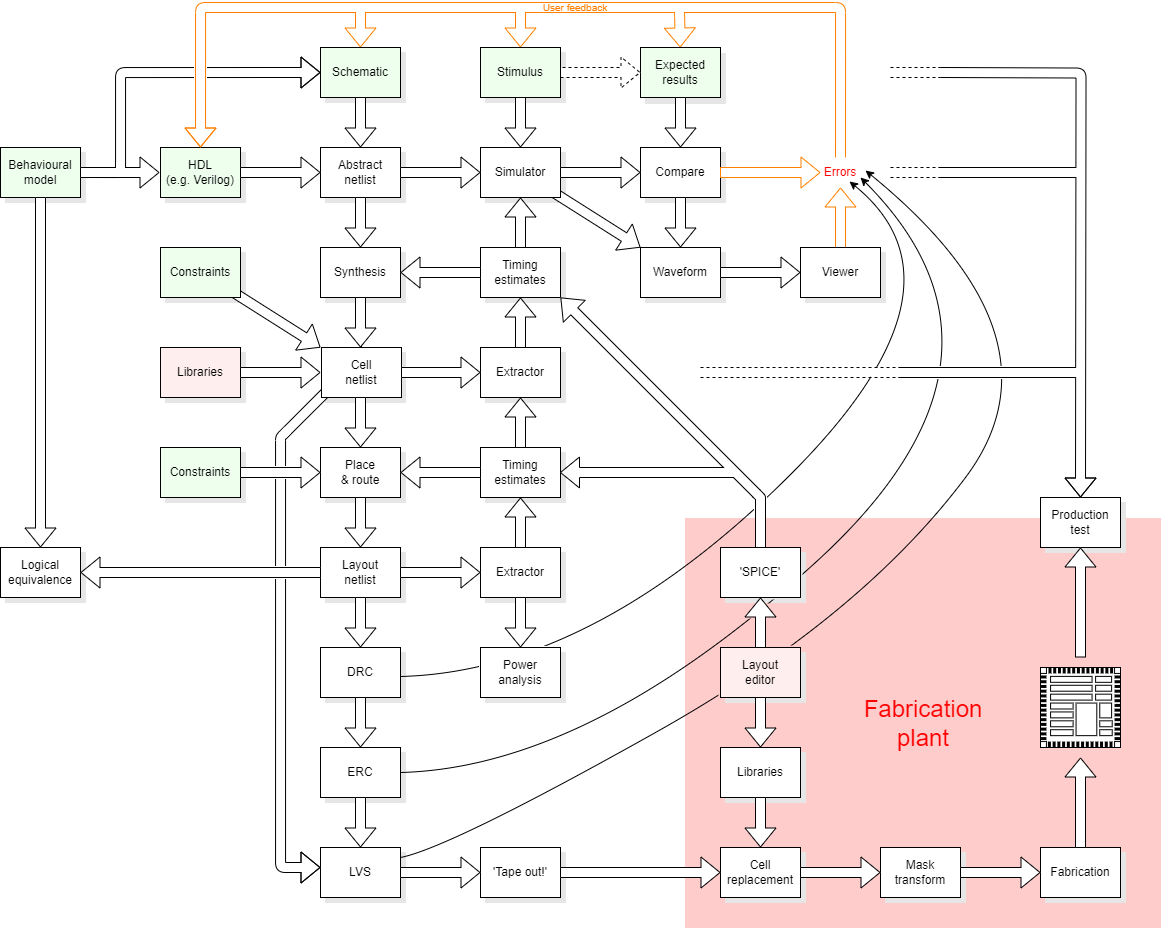 User feedback
Schematic
Stimulus
Expected
results
Behavioural
model
HDL
(e.g. Verilog)
Abstract
netlist
Simulator
Compare
Errors
Constraints
Synthesis
Timing
estimates
Waveform
Viewer
Libraries
Cell
netlist
Extractor
Constraints
Place
& route
Timing
estimates
Production
test
Logical
equivalence
Layout
netlist
Extractor
'SPICE'
DRC
Power
analysis
Layout
editor
Fabrication
plant
ERC
Libraries
LVS
'Tape out!'
Cell
replacement
Mask
transform
Fabrication